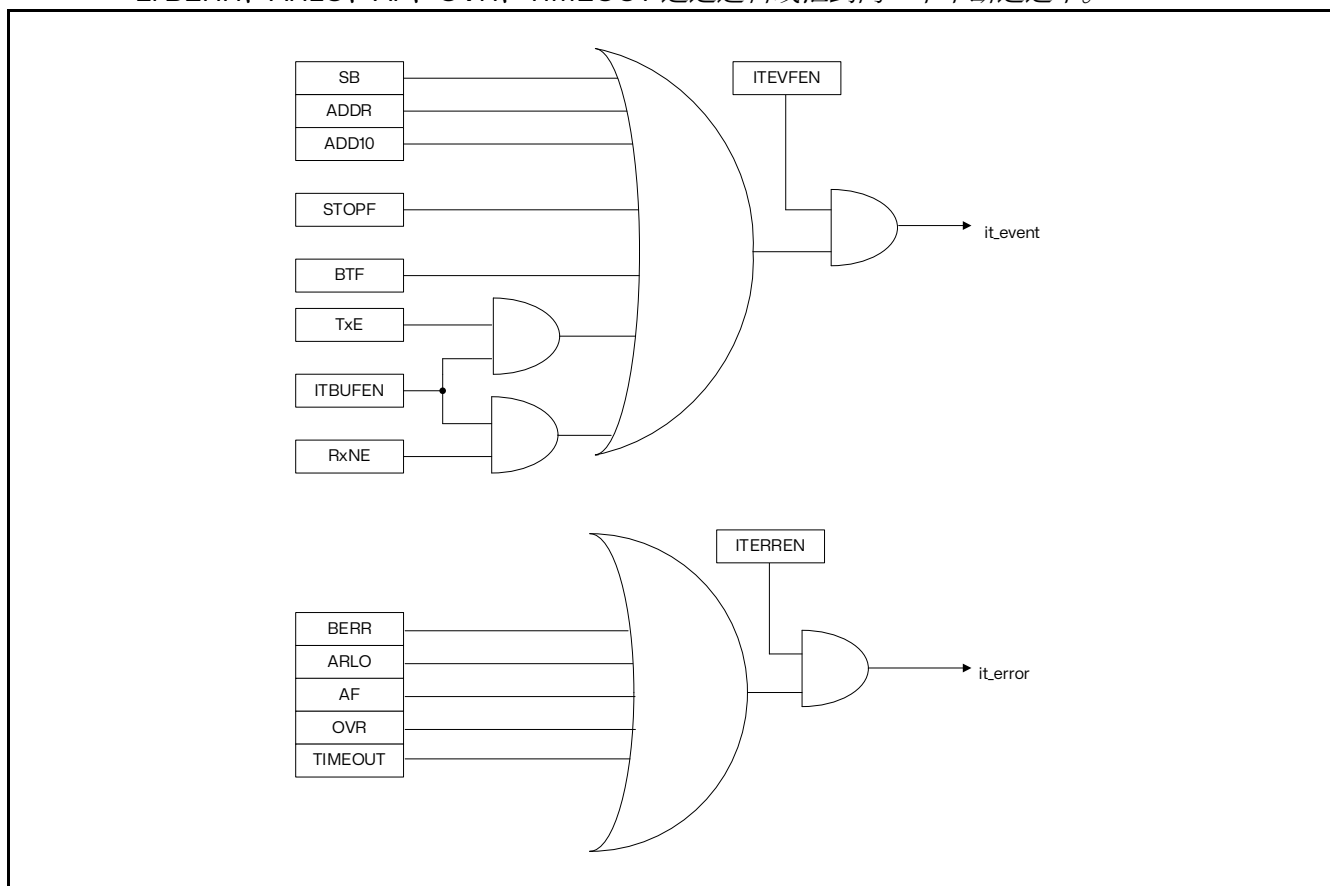 SB
ITEVFEN
ADDR
ADD10
STOPF
it_event
BTF
TxE
ITBUFEN
RxNE
ITERREN
BERR
ARLO
it_error
AF
OVR
TIMEOUT